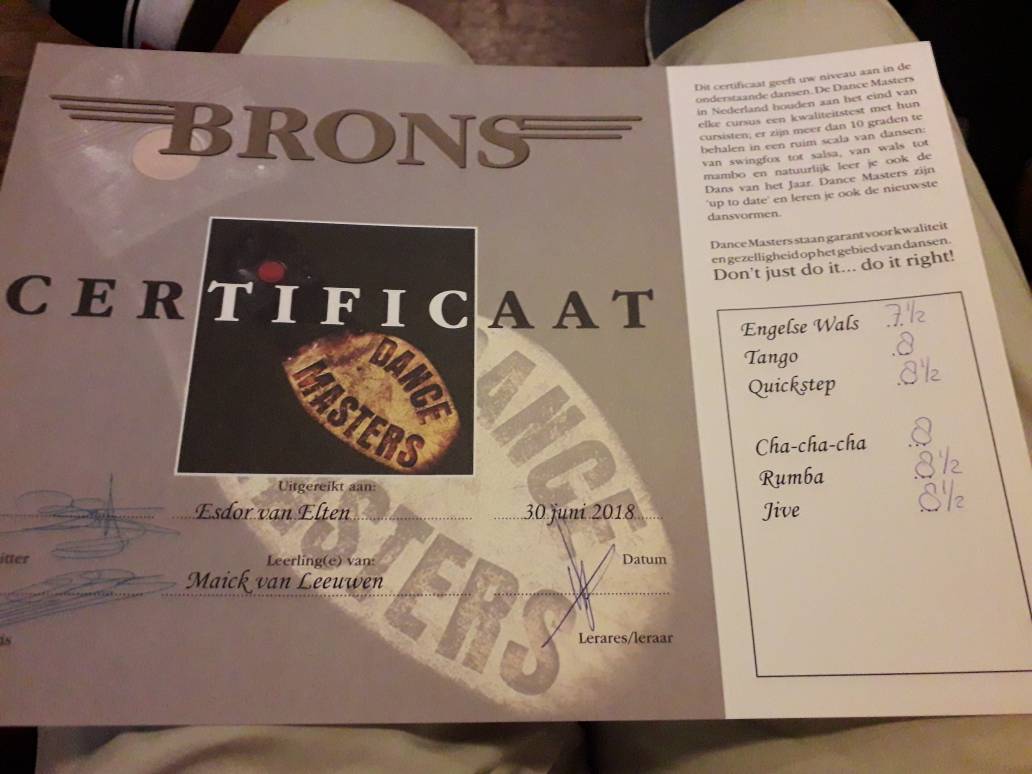 BRONS
CERTIFICAAT
DANCE
MASTERS
DANCE
MASTERS
Uitgereikt aan:
Esdor van Elten
30 juni 2018
itter
Leerling(e) van:
Datum
Maick van Leeuwen
is
Lerares/leraar
Dit certificaat geeft uw niveau aan in de
onderstaande dansen. De Dance Masters
in Nederland houden aan het eind van
elke cursus een kwaliteitstest met hun
cursisten; er zijn meer dan 10 graden te
behalen in een ruim scala van dansen:
van swingfox tot salsa, van wals tot
mambo en natuurlijk leer je ook de
Dans van het Jaar. Dance Masters zijn
'up to date' en leren je ook de nieuwste
dansvormen.
Dance Masters staan garant voor kwaliteit
en gezelligheid op het gebied van dansen.
Don't just do it... do it right!
Engelse Wals 7½
Tango 8
Quickstep 8½
Cha-cha-cha 8
Rumba 8½
Jive 8½